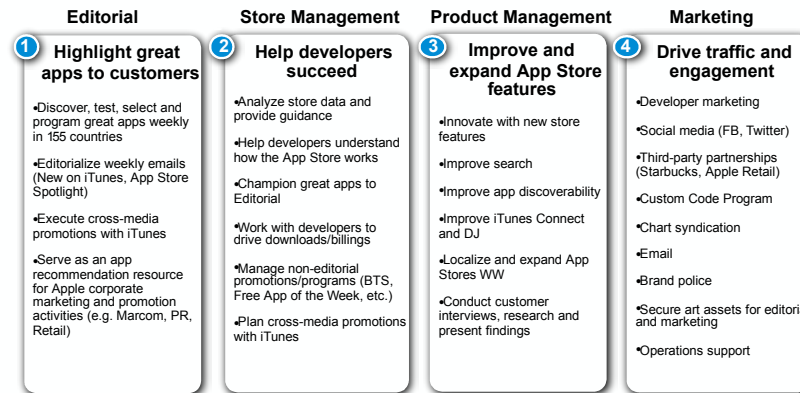 Editorial
Store Management
Product Management
Marketing
1
Highlight great
apps to customers
•Discover, test, select and
program great apps weekly
in 155 countries
•Editorialize weekly emails
(New on iTunes, App Store
Spotlight)
•Execute cross-media
promotions with iTunes
•Serve as an app
recommendation resource
for Apple corporate
marketing and promotion
activities (e.g. Marcom, PR,
Retail)
2
Help developers
succeed
•Analyze store data and
provide guidance
•Help developers understand
how the App Store works
•Champion great apps to
Editorial
•Work with developers to
drive downloads/billings
•Manage non-editorial
promotions/programs (BTS,
Free App of the Week, etc.)
•Plan cross-media promotions
with iTunes
3
Improve and
expand App Store
features
•Innovate with new store
features
•Improve search
•Improve app discoverability
•Improve iTunes Connect
and DJ
•Localize and expand App
Stores WW
•Conduct customer
interviews, research and
present findings
4
Drive traffic and
engagement
•Developer marketing
•Social media (FB, Twitter)
•Third-party partnerships
(Starbucks, Apple Retail)
•Custom Code Program
•Chart syndication
•Email
•Brand police
•Secure art assets for editoria
and marketing
•Operations support